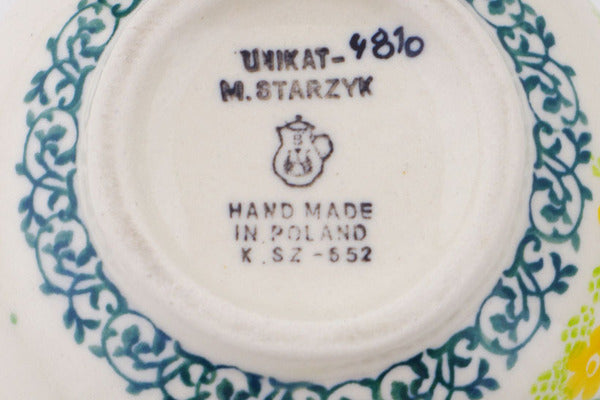 UNIKAT-4810
M. STARZYK
HAND MADE
IN POLAND
K. SZ -552